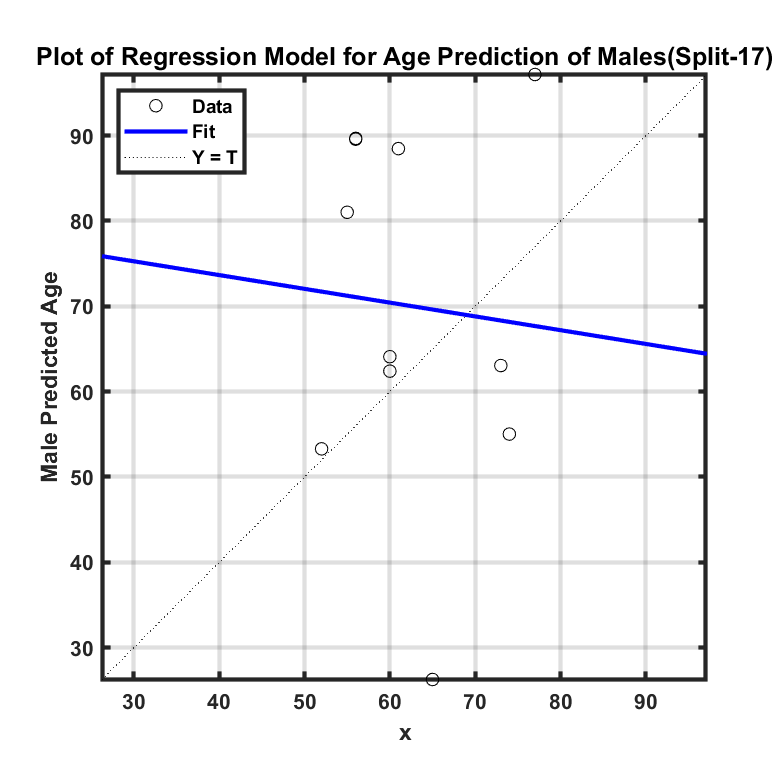 Plot of Regression Model for Age Prediction of Males(Split-17)
Data
Fit
Y = T
90
80
70
60
50
40
30
Male Predicted Age
30 40 50 60 70 80 90
x